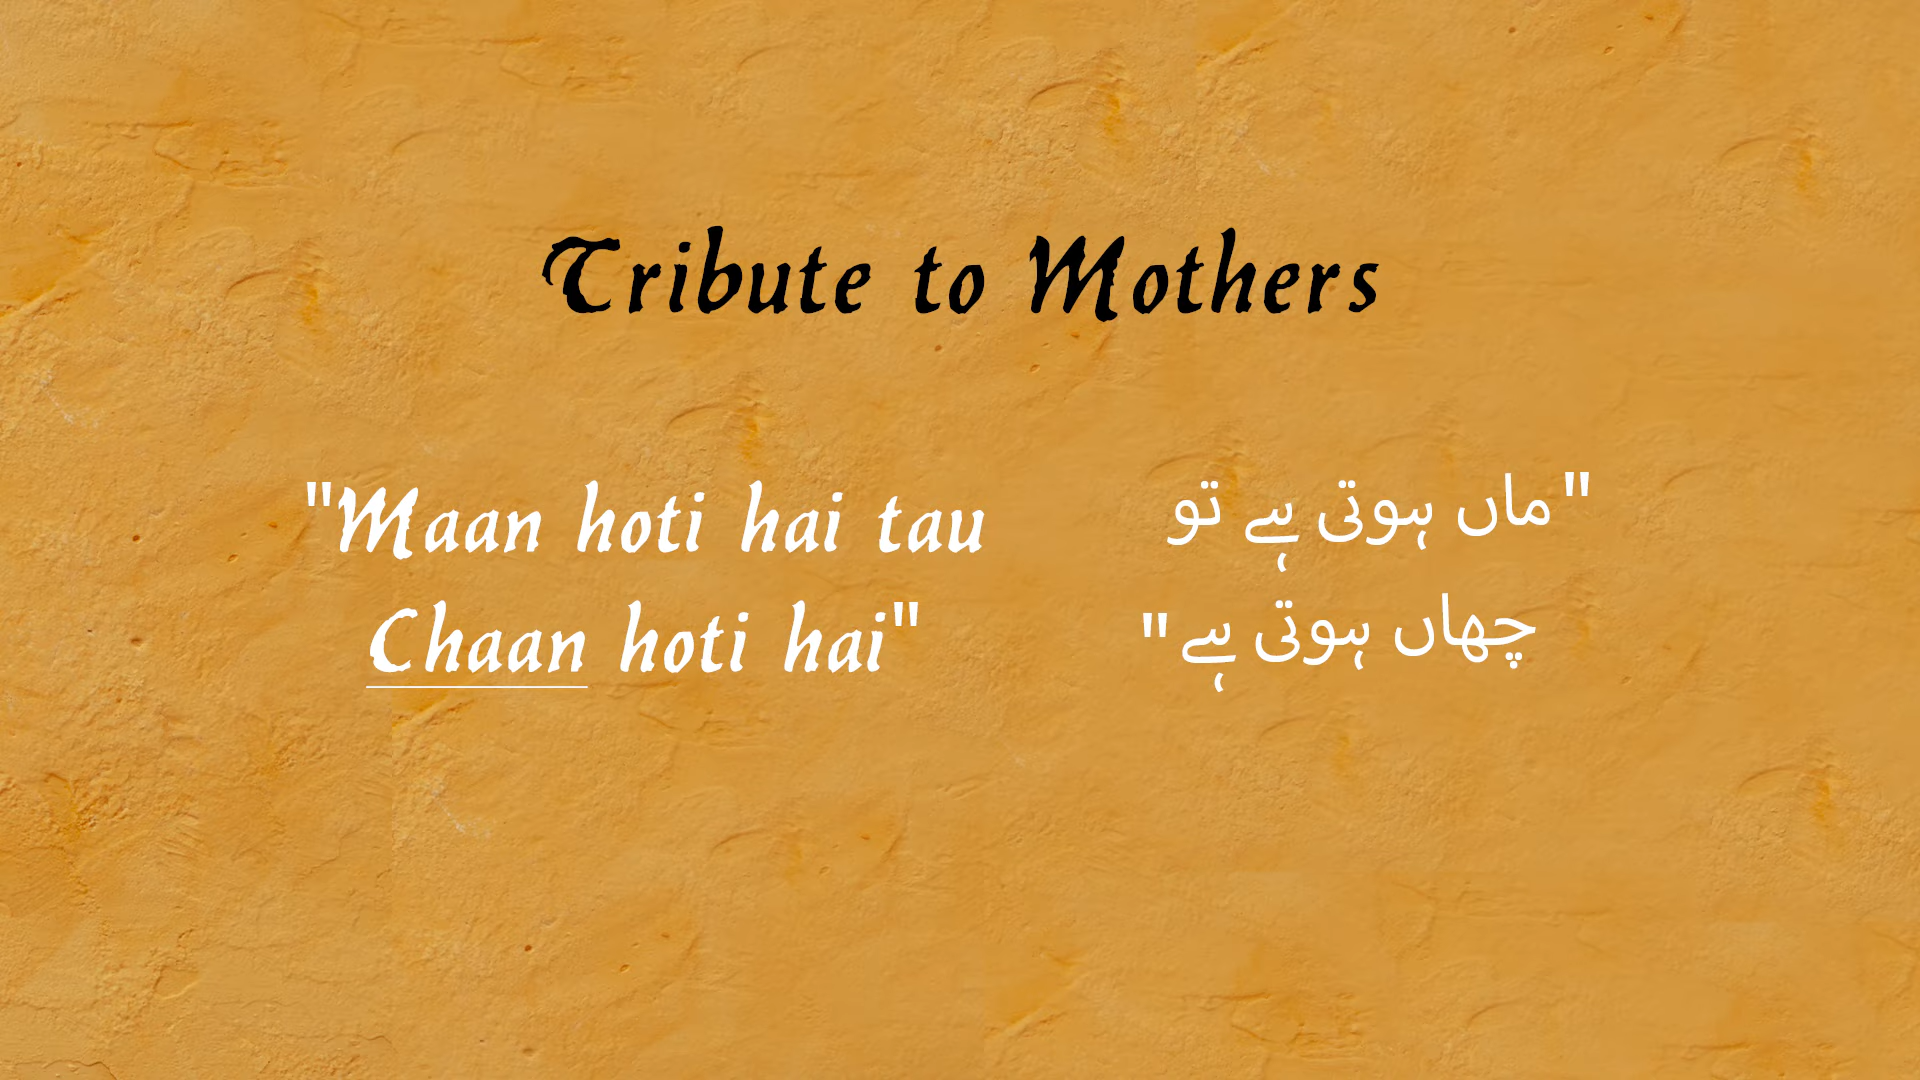 Tribute to Mothers
"Maan hoti hai tau
Chaan hoti hai"
"ماں ہوتی ہے تو
چھاں ہوتی ہے"